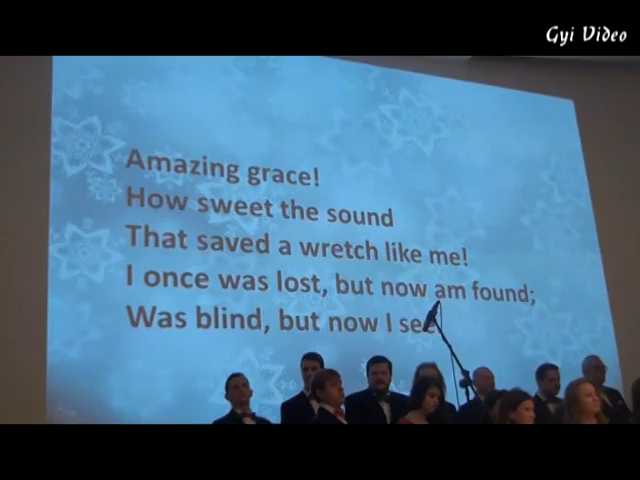 Gyi Video
Amazing grace!
How sweet the sound
That saved a wretch like me!
I once was lost, but now am found;
Was blind, but now I see